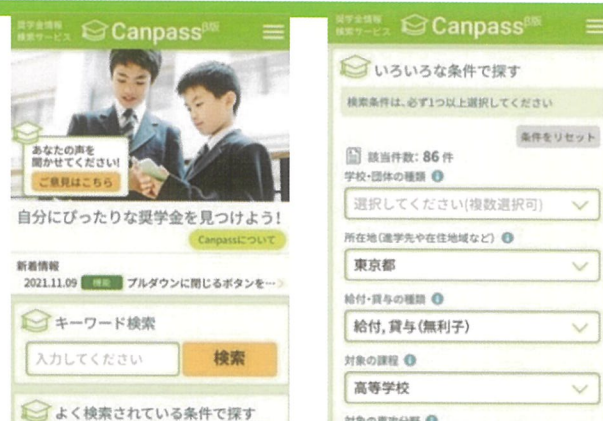 奨学金情報
検索サービス
Canpass β版
あなたの声を
聞かせてください!
ご意見はこちら
自分にぴったりな奨学金を見つけよう!
Canpassについて
新着情報
2021.11.09 機能 プルダウンに閉じるボタンを…
キーワード検索
入力してください 検索
よく検索されている条件で探す
奨学金情報
検索サービス
Canpass β版
いろいろな条件で探す
検索条件は、必ず1つ以上選択してください
条件をリセット
該当件数: 86 件
学校・団体の種類
選択してください(複数選択可)
所在地(進学先や在住地域など)
東京都
給付・貸与の種類
給付, 貸与(無利子)
対象の課程
高等学校
対象の専攻分野